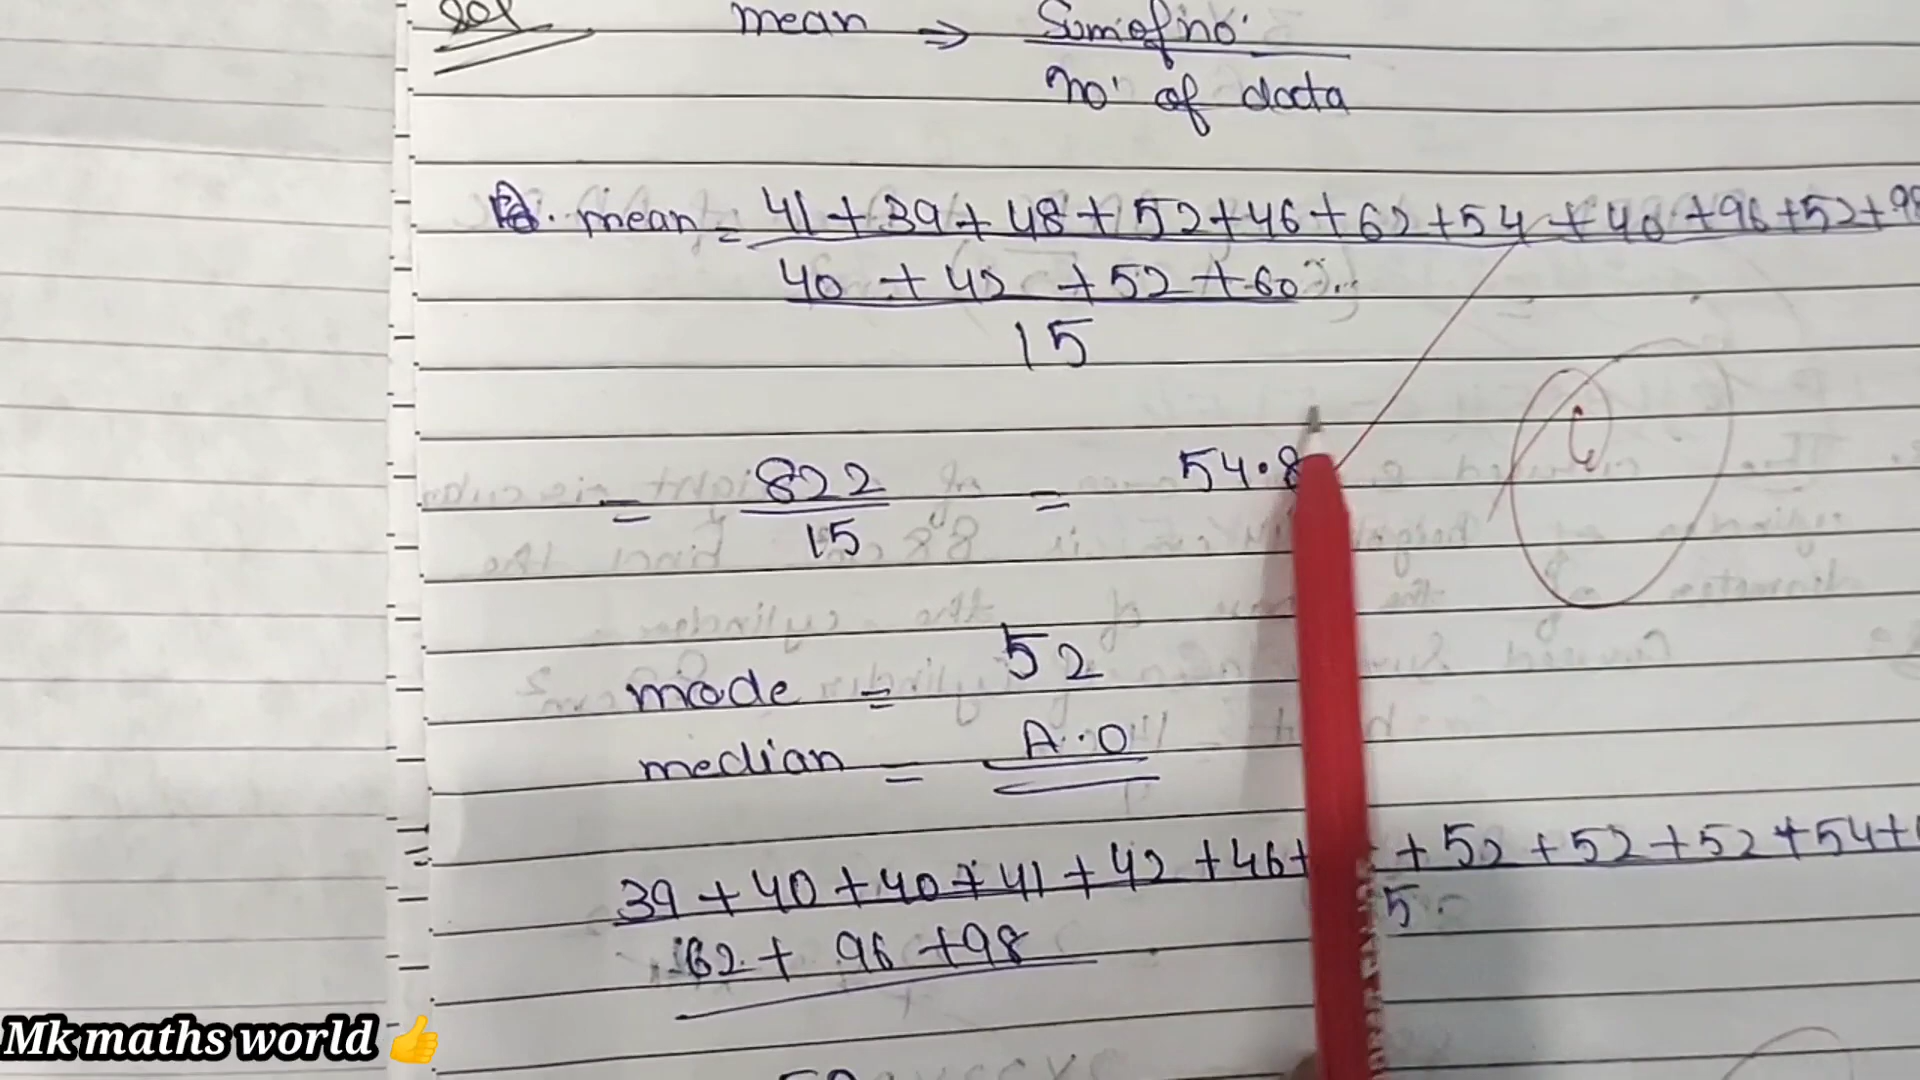 Sol
mean ⇒ Sum of no.
no. of data
mean = 41 + 39 + 48 + 52 + 46 + 62 + 54 + 40 + 96 + 52 + 98
40 + 42 + 52 + 60
15
= 822 = 54.8
15
mode = 52
median = A.O
39 + 40 + 40 + 41 + 42 + 46 + + 52 + 52 + 52 + 54 +
5
62 + 96 + 98
Mk maths world 👍